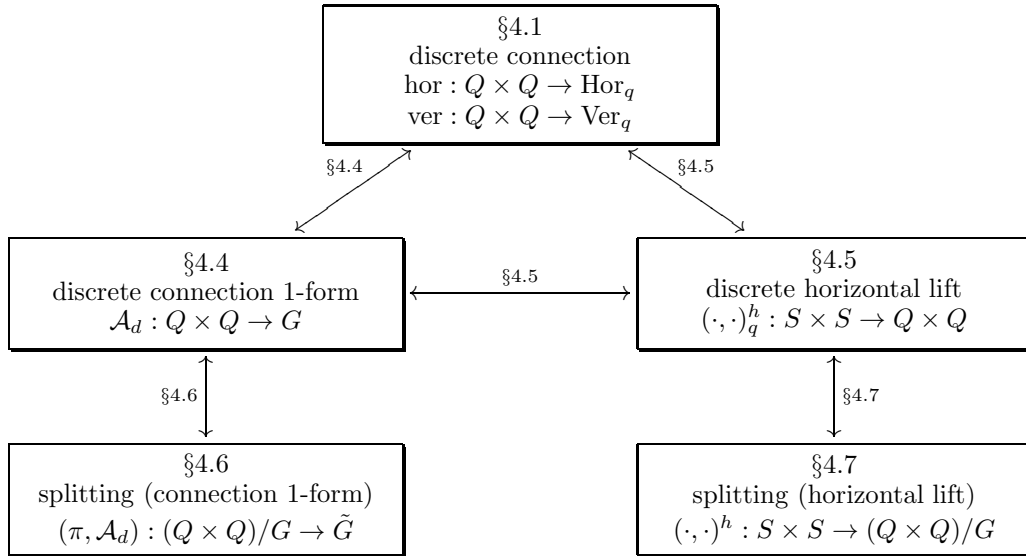 §4.1
discrete connection
hor : Q × Q → Hor_q
ver : Q × Q → Ver_q
§4.4
§4.5
§4.4
discrete connection 1-form
𝒜_d : Q × Q → G
§4.5
§4.5
discrete horizontal lift
(·, ·)_q^h : S × S → Q × Q
§4.6
§4.7
§4.6
splitting (connection 1-form)
(π, 𝒜_d) : (Q × Q)/G → G̃
§4.7
splitting (horizontal lift)
(·, ·)^h : S × S → (Q × Q)/G